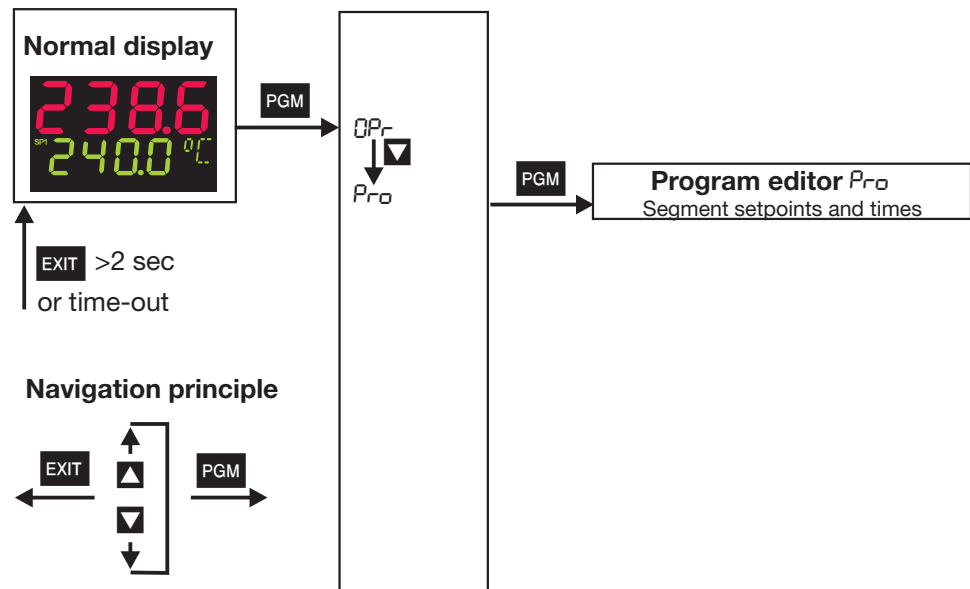 Normal display
238.6
SP1 240.0 °C
PGM
OPr
Pro
PGM
Program editor Pro
Segment setpoints and times
EXIT >2 sec
or time-out
Navigation principle
EXIT
PGM